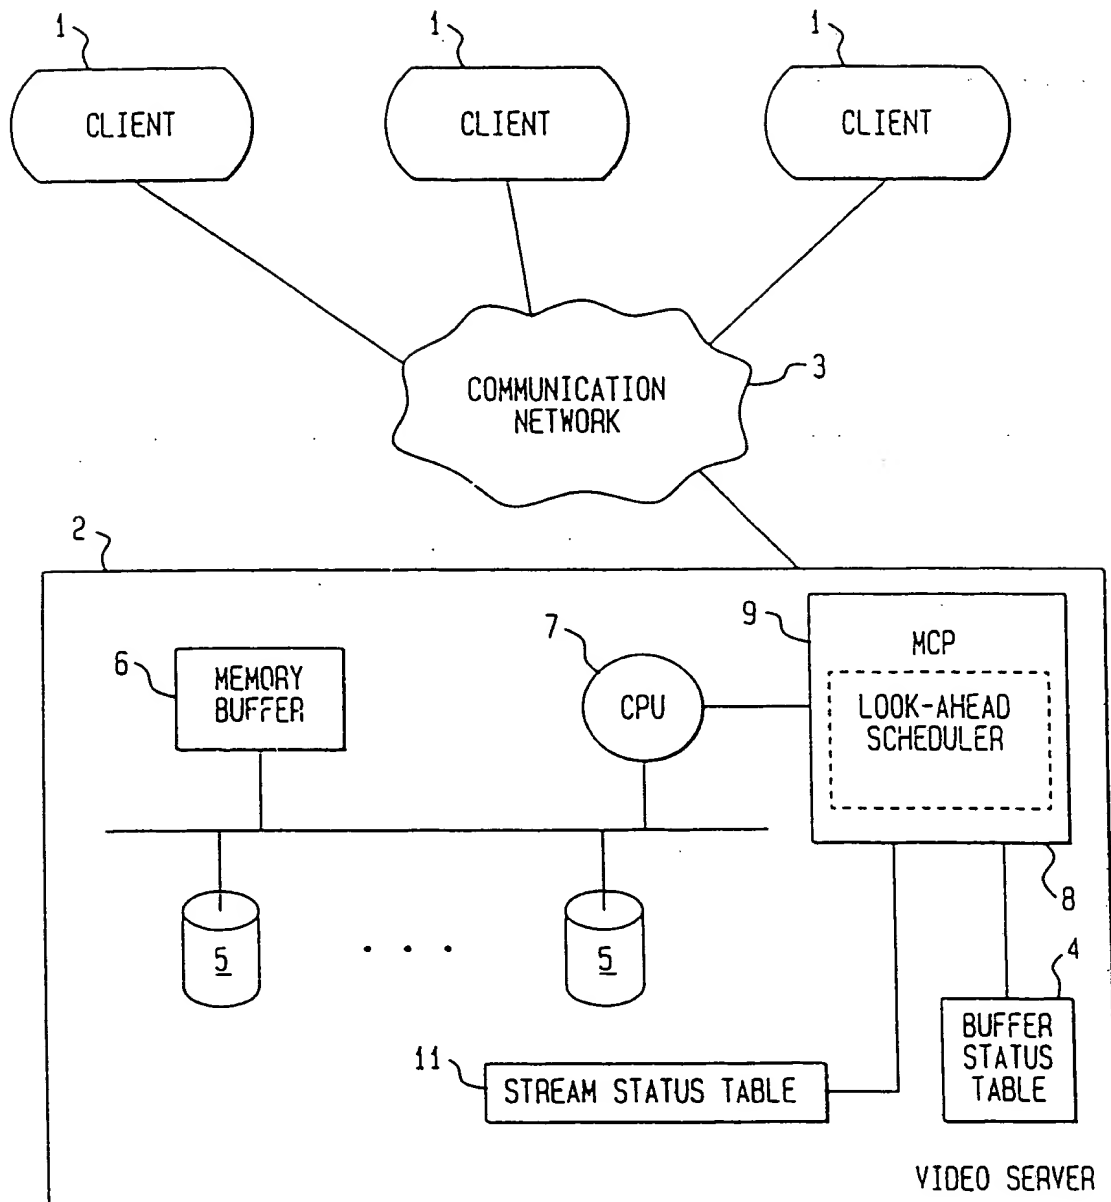 1
1
1
CLIENT
CLIENT
CLIENT
3
COMMUNICATION
NETWORK
2
9
7
MCP
6
MEMORY
BUFFER
CPU
LOOK-AHEAD
SCHEDULER
8
5
. . .
5
4
BUFFER
STATUS
TABLE
11
STREAM STATUS TABLE
VIDEO SERVER